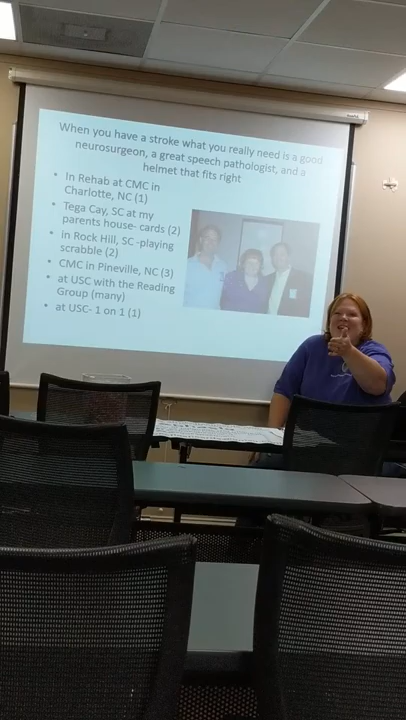 When you have a stroke what you really need is a good
neurosurgeon, a great speech pathologist, and a
helmet that fits right
• In Rehab at CMC in
Charlotte, NC (1)
• Tega Cay, SC at my
parents house- cards (2)
• in Rock Hill, SC -playing
scrabble (2)
• CMC in Pineville, NC (3)
• at USC with the Reading
Group (many)
• at USC- 1 on 1 (1)